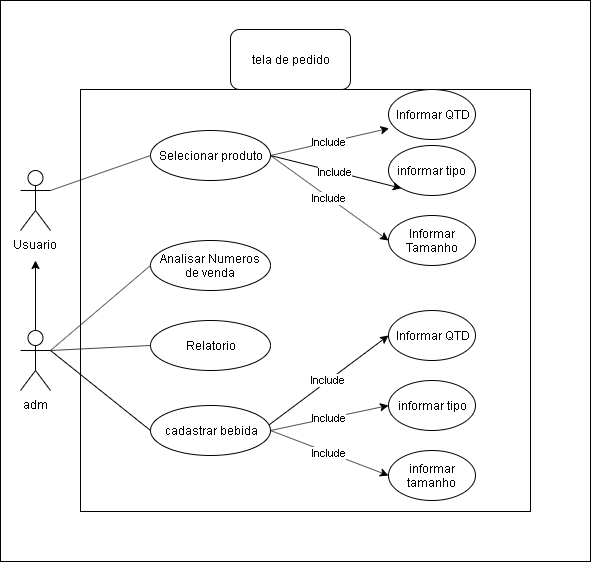 tela de pedido
Informar QTD
Include
Selecionar produto
Include
informar tipo
Include
Informar
Tamanho
Usuario
Analisar Numeros
de venda
Relatorio
Informar QTD
adm
Include
cadastrar bebida
Include
informar tipo
Include
informar
tamanho